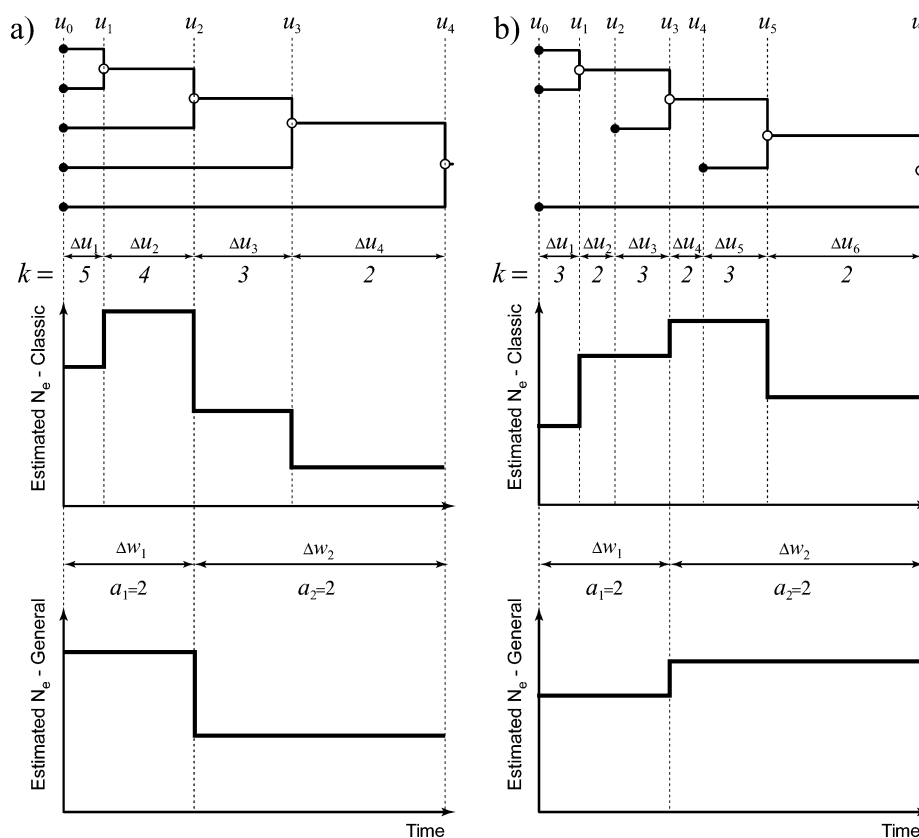 a)
u0 u1 u2 u3 u4
Δu1 Δu2 Δu3 Δu4
k = 5 4 3 2
Estimated Ne - Classic
Δw1 Δw2
a1=2 a2=2
Estimated Ne - General
Time
b)
u0 u1 u2 u3 u4 u5 u
Δu1 Δu2 Δu3 Δu4 Δu5 Δu6
k = 3 2 3 2 3 2
Estimated Ne - Classic
Δw1 Δw2
a1=2 a2=2
Estimated Ne - General
Time